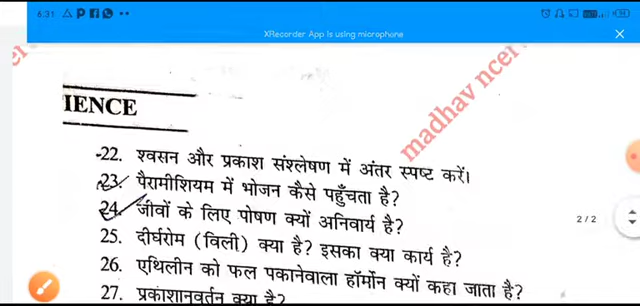 6:31
XRecorder App is using microphone
madhav ncer
IENCE
22. श्वसन और प्रकाश संश्लेषण में अंतर स्पष्ट करें।
23. पैरामीशियम में भोजन कैसे पहुँचता है?
24. जीवों के लिए पोषण क्यों अनिवार्य है?
2 / 2
25. दीर्घरोम (विली) क्या है? इसका क्या कार्य है?
26. एथिलीन को फल पकानेवाला हॉर्मोन क्यों कहा जाता है?
27. प्रकाशानुवर्तन क्या है?